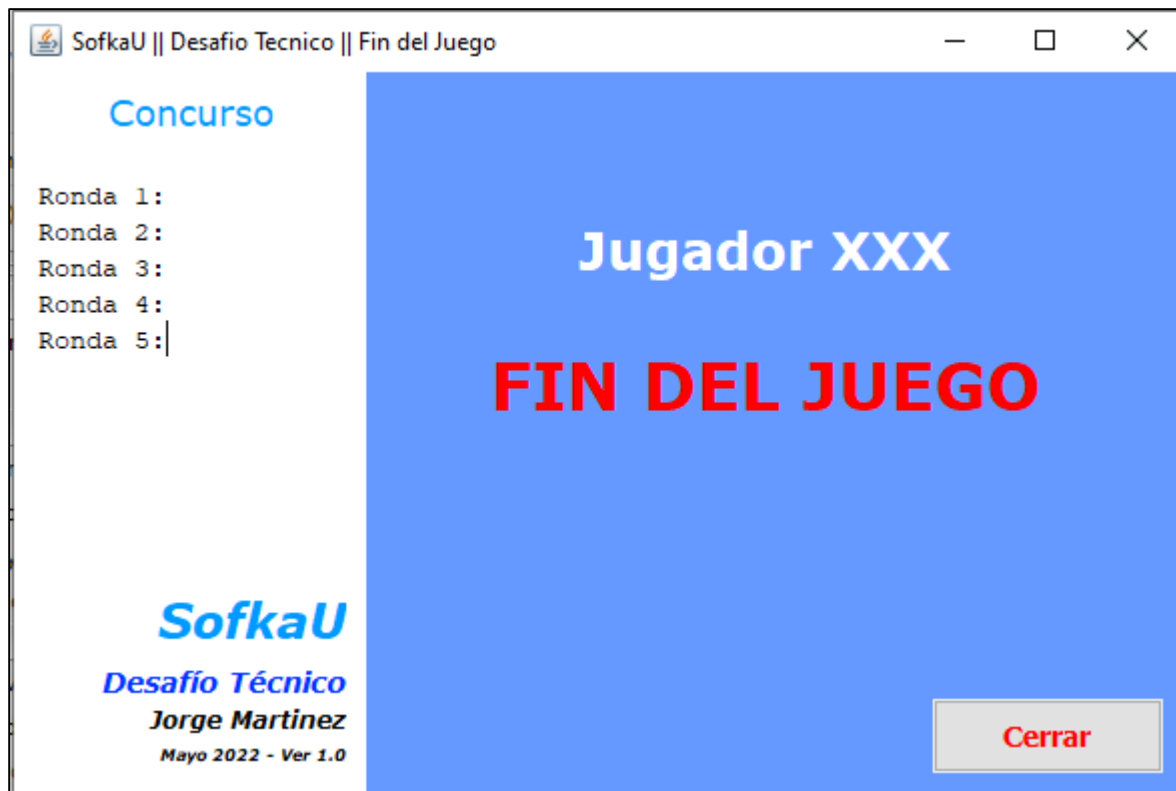 SofkaU || Desafio Tecnico || Fin del Juego
Concurso
Ronda 1:
Ronda 2:
Ronda 3:
Ronda 4:
Ronda 5:
Jugador XXX
FIN DEL JUEGO
SofkaU
Desafío Técnico
Jorge Martinez
Mayo 2022 - Ver 1.0
Cerrar